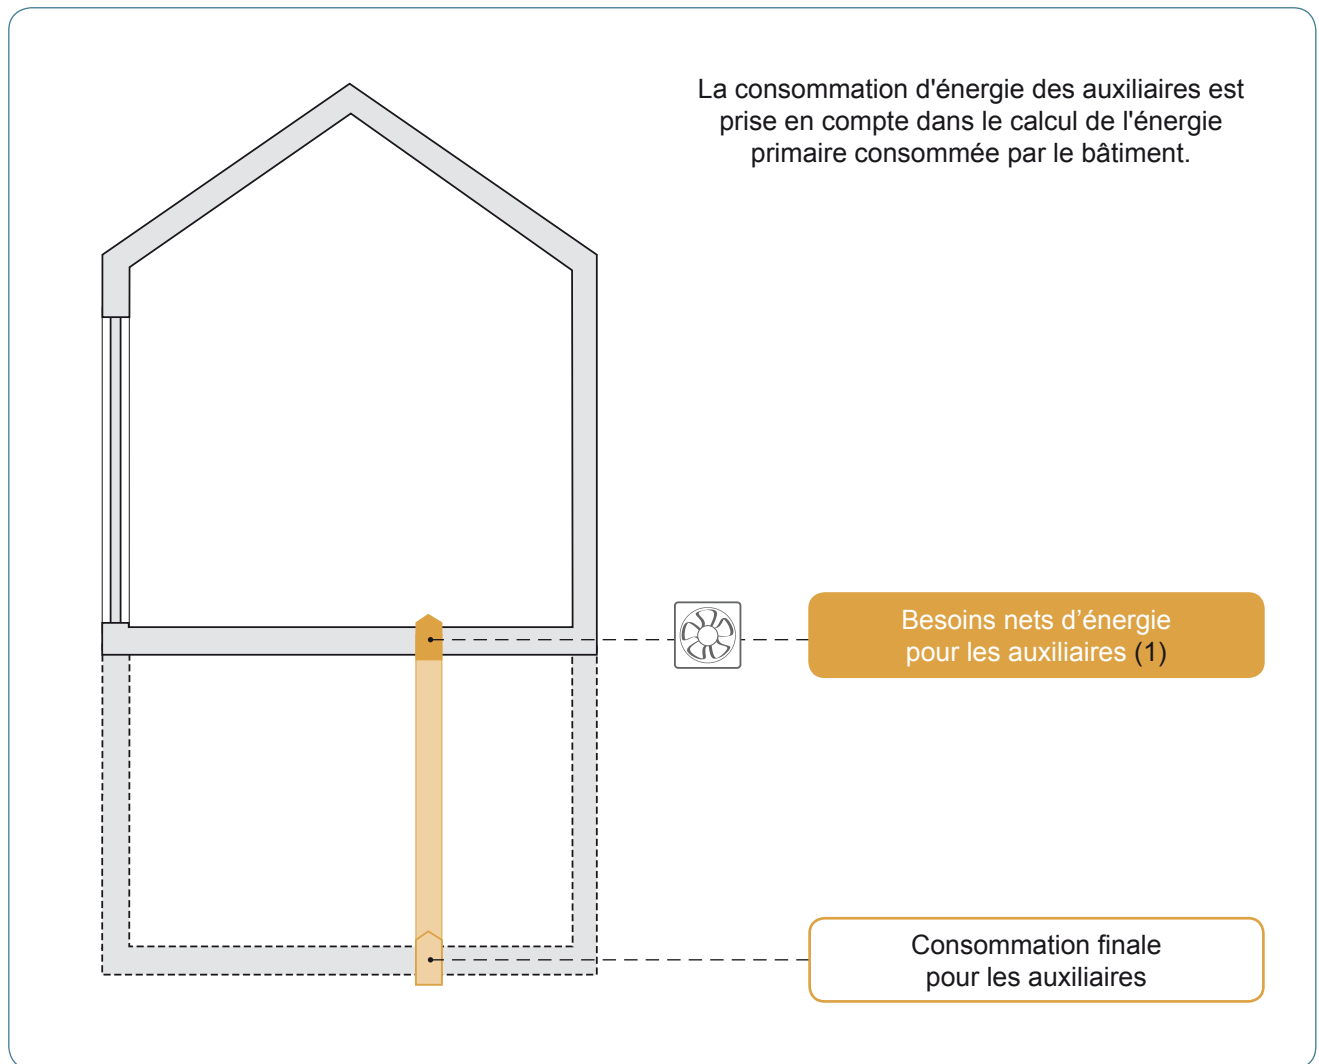 La consommation d'énergie des auxiliaires est
prise en compte dans le calcul de l'énergie
primaire consommée par le bâtiment.
Besoins nets d’énergie
pour les auxiliaires (1)
Consommation finale
pour les auxiliaires